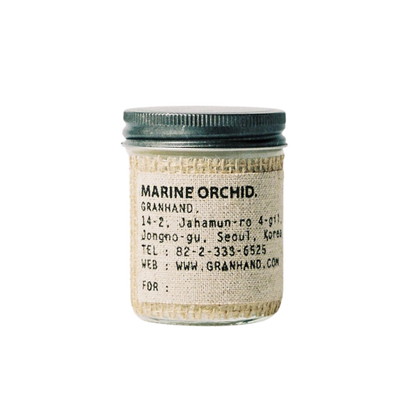 MARINE ORCHID.
GRANHAND.
14-2, Jahamun-ro 4-gil,
Jongno-gu, Seoul, Korea
TEL : 82-2-333-6525
WEB : WWW.GRANHAND.COM
FOR :